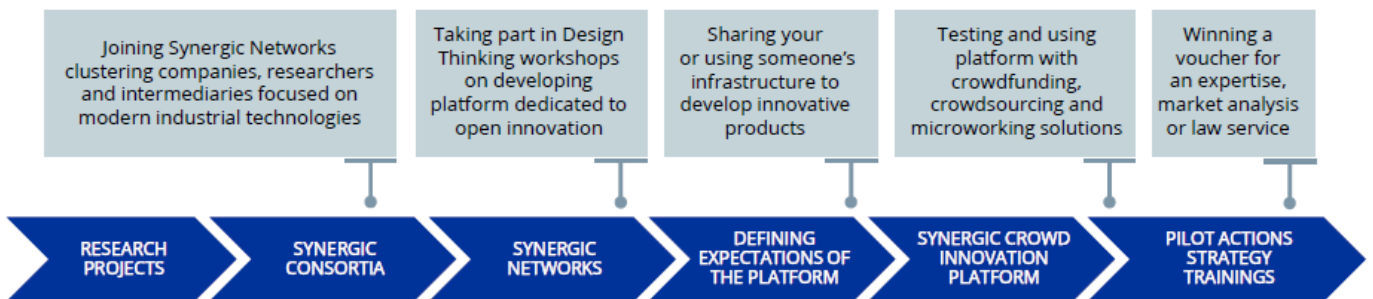 Joining Synergic Networks
clustering companies, researchers
and intermediaries focused on
modern industrial technologies
Taking part in Design
Thinking workshops
on developing
platform dedicated to
open innovation
Sharing your
or using someone's
infrastructure to
develop innovative
products
Testing and using
platform with
crowdfunding,
crowdsourcing and
microworking solutions
Winning a
voucher for
an expertise,
market analysis
or law service
RESEARCH
PROJECTS
SYNERGIC
CONSORTIA
SYNERGIC
NETWORKS
DEFINING
EXPECTATIONS OF
THE PLATFORM
SYNERGIC CROWD
INNOVATION
PLATFORM
PILOT ACTIONS
STRATEGY
TRAININGS